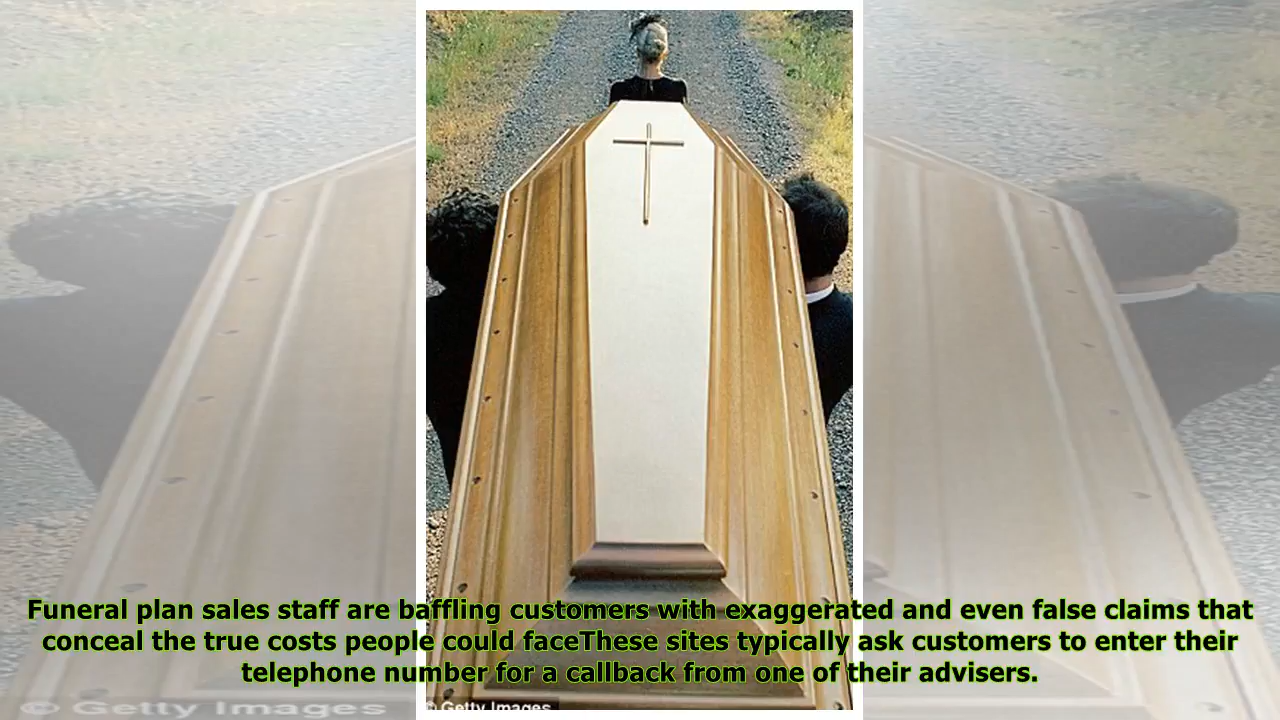 Funeral plan sales staff are baffling customers with exaggerated and even false claims that
conceal the true costs people could faceThese sites typically ask customers to enter their
telephone number for a callback from one of their advisers.
© Getty Images
© Getty Images